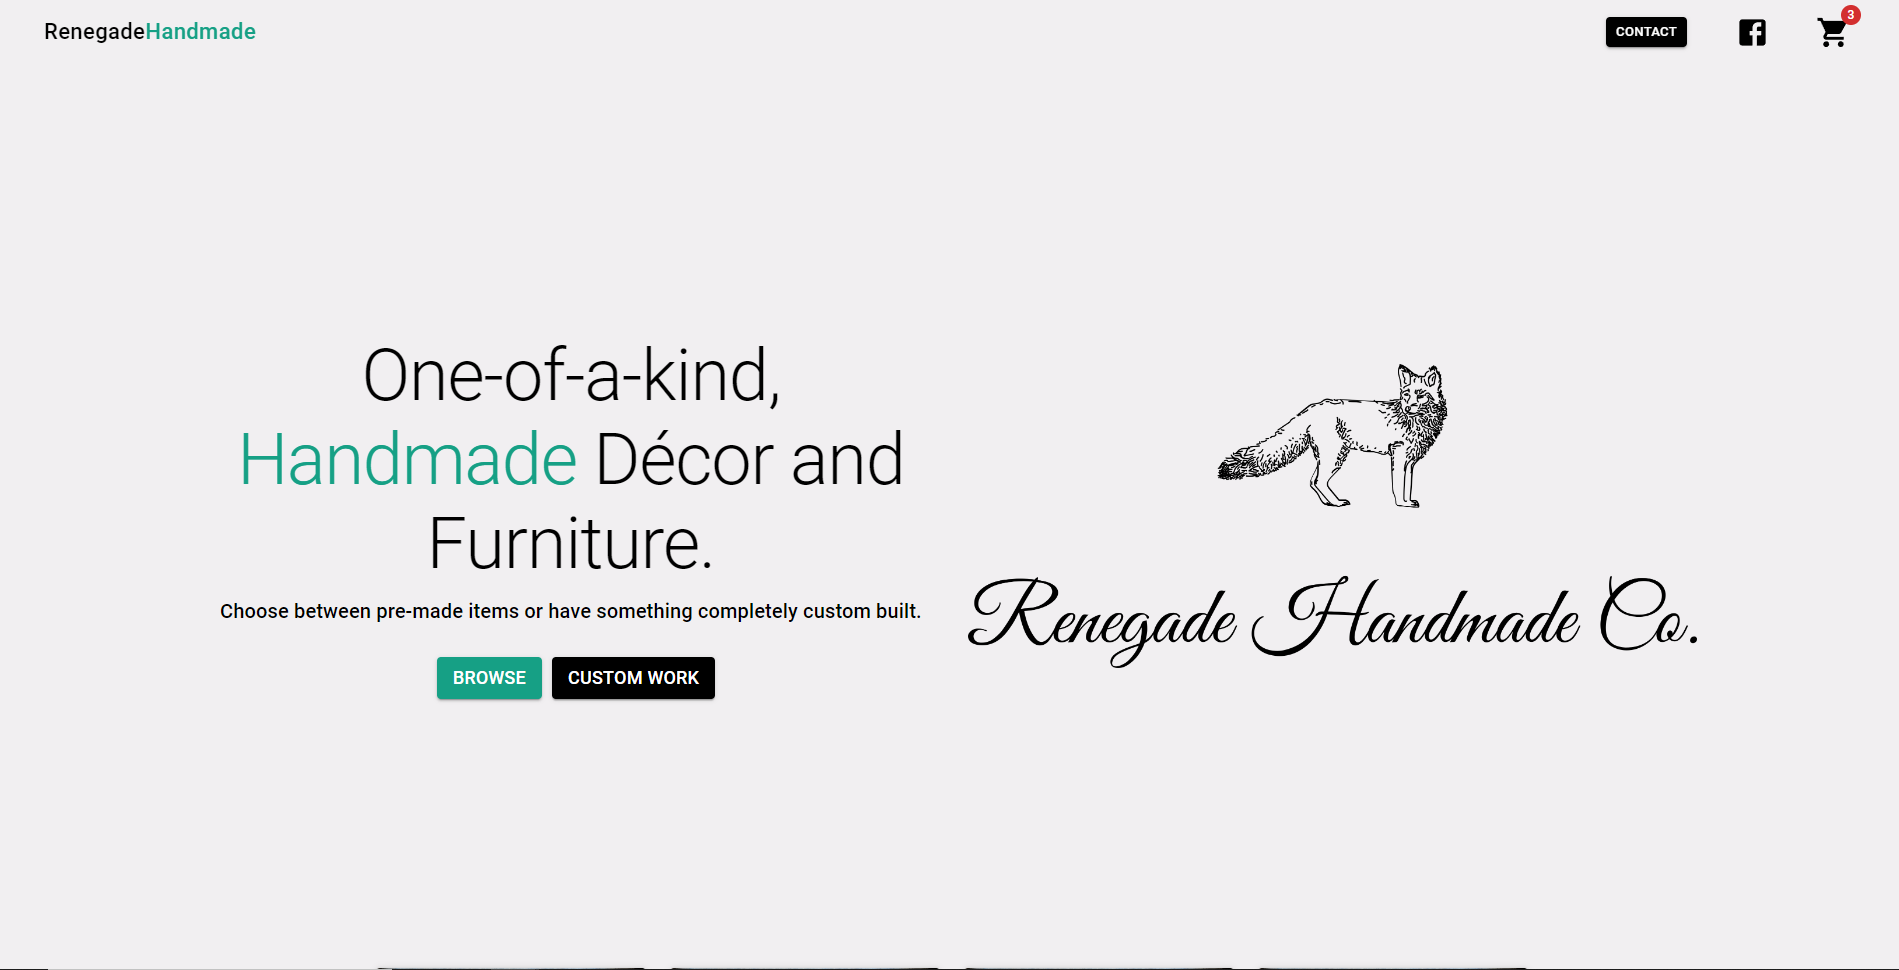 RenegadeHandmade
CONTACT
3
One-of-a-kind,
Handmade Décor and
Furniture.
Choose between pre-made items or have something completely custom built.
BROWSE
CUSTOM WORK
Renegade Handmade Co.